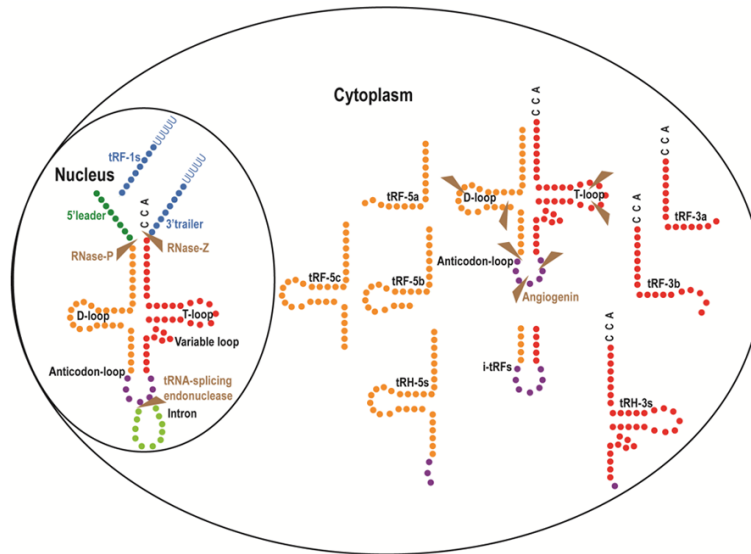 Cytoplasm
Nucleus
tRF-1s
UUUUU
UUUUU
5'leader
C C A
3'trailer
RNase-P
RNase-Z
D-loop
T-loop
Variable loop
Anticodon-loop
tRNA-splicing
endonuclease
Intron
C C A
C C A
tRF-5a
D-loop
T-loop
tRF-3a
C C A
tRF-5c
tRF-5b
Anticodon-loop
Angiogenin
tRF-3b
C C A
i-tRFs
tRH-5s
tRH-3s